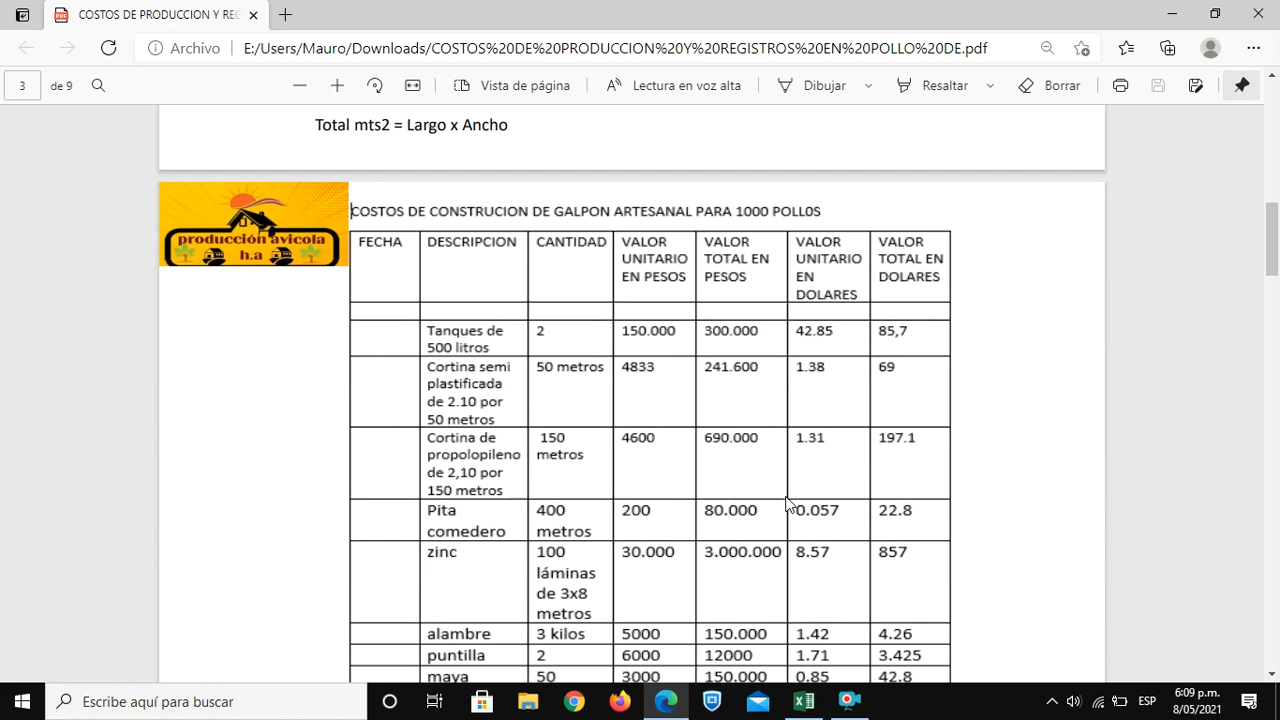 COSTOS DE PRODUCCION Y REG
Archivo
E:/Users/Mauro/Downloads/COSTOS%20DE%20PRODUCCION%20Y%20REGISTROS%20EN%20POLLO%20DE.pdf
3 de 9
Vista de página
Lectura en voz alta
Dibujar
Resaltar
Borrar
Total mts2 = Largo x Ancho
producción avicola
h.a
COSTOS DE CONSTRUCION DE GALPON ARTESANAL PARA 1000 POLL0S
FECHA DESCRIPCION CANTIDAD VALOR UNITARIO EN PESOS VALOR TOTAL EN PESOS VALOR UNITARIO EN DOLARES VALOR TOTAL EN DOLARES
Tanques de 500 litros 2 150.000 300.000 42.85 85,7
Cortina semi plastificada de 2.10 por 50 metros 50 metros 4833 241.600 1.38 69
Cortina de propolopileno de 2,10 por 150 metros 150 metros 4600 690.000 1.31 197.1
Pita comedero 400 metros 200 80.000 0.057 22.8
zinc 100 láminas de 3x8 metros 30.000 3.000.000 8.57 857
alambre 3 kilos 5000 150.000 1.42 4.26
puntilla 2 6000 12000 1.71 3.425
maya 50 3000 150.000 0.85 42.8
Escribe aquí para buscar
ESP
6:09 p.m.
8/05/2021